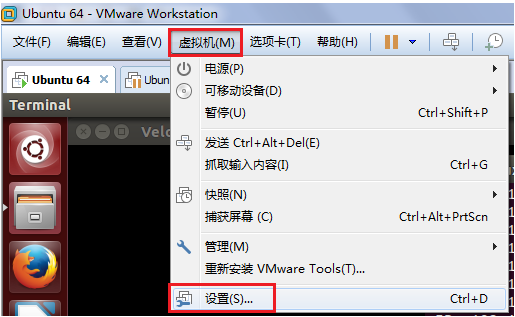 Ubuntu 64 - VMware Workstation
文件(F) 编辑(E) 查看(V) 虚拟机(M) 选项卡(T) 帮助(H)
Ubuntu 64 Ubun
Terminal
电源(P)
可移动设备(D)
暂停(U) Ctrl+Shift+P
发送 Ctrl+Alt+Del(E)
抓取输入内容(I) Ctrl+G
快照(N)
捕获屏幕 (C) Ctrl+Alt+PrtScn
管理(M)
重新安装 VMware Tools(T)...
设置(S)... Ctrl+D